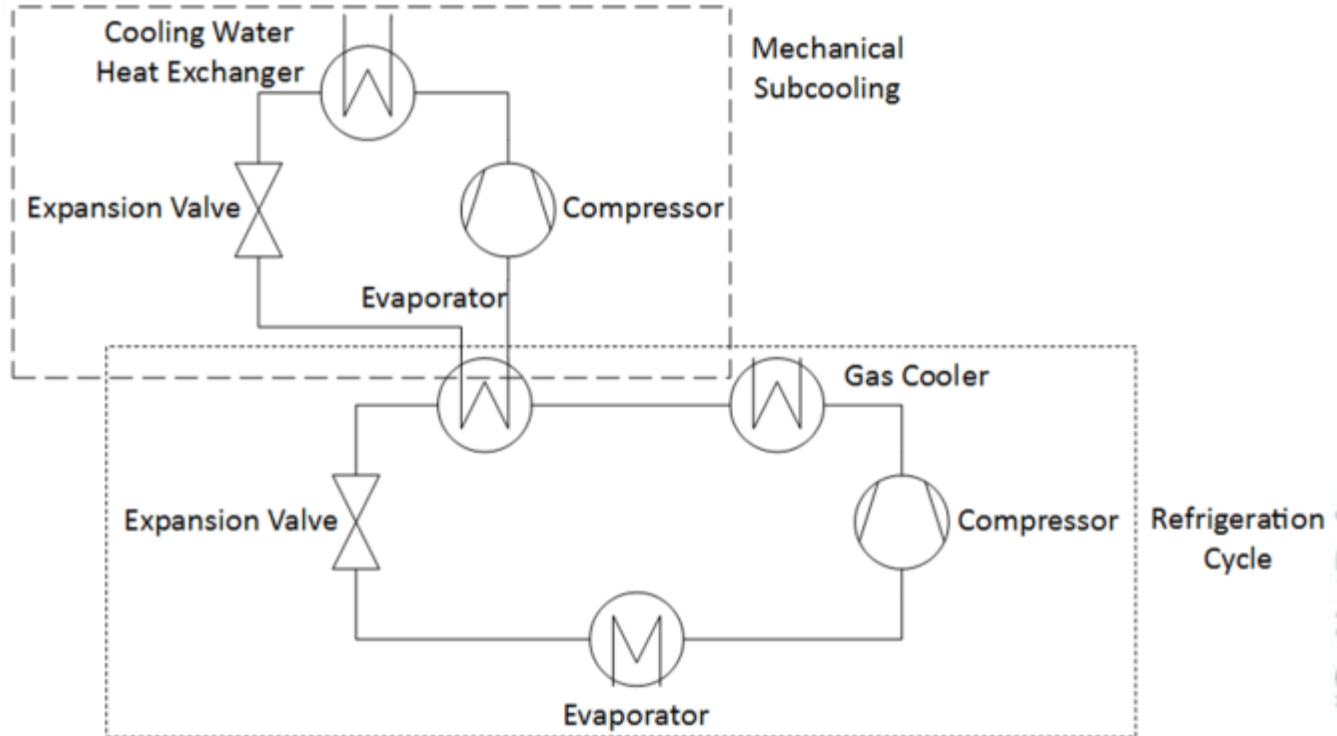 Cooling Water
Heat Exchanger
Mechanical
Subcooling
Expansion Valve
Compressor
Evaporator
Gas Cooler
Expansion Valve
Compressor
Refrigeration
Cycle
Evaporator